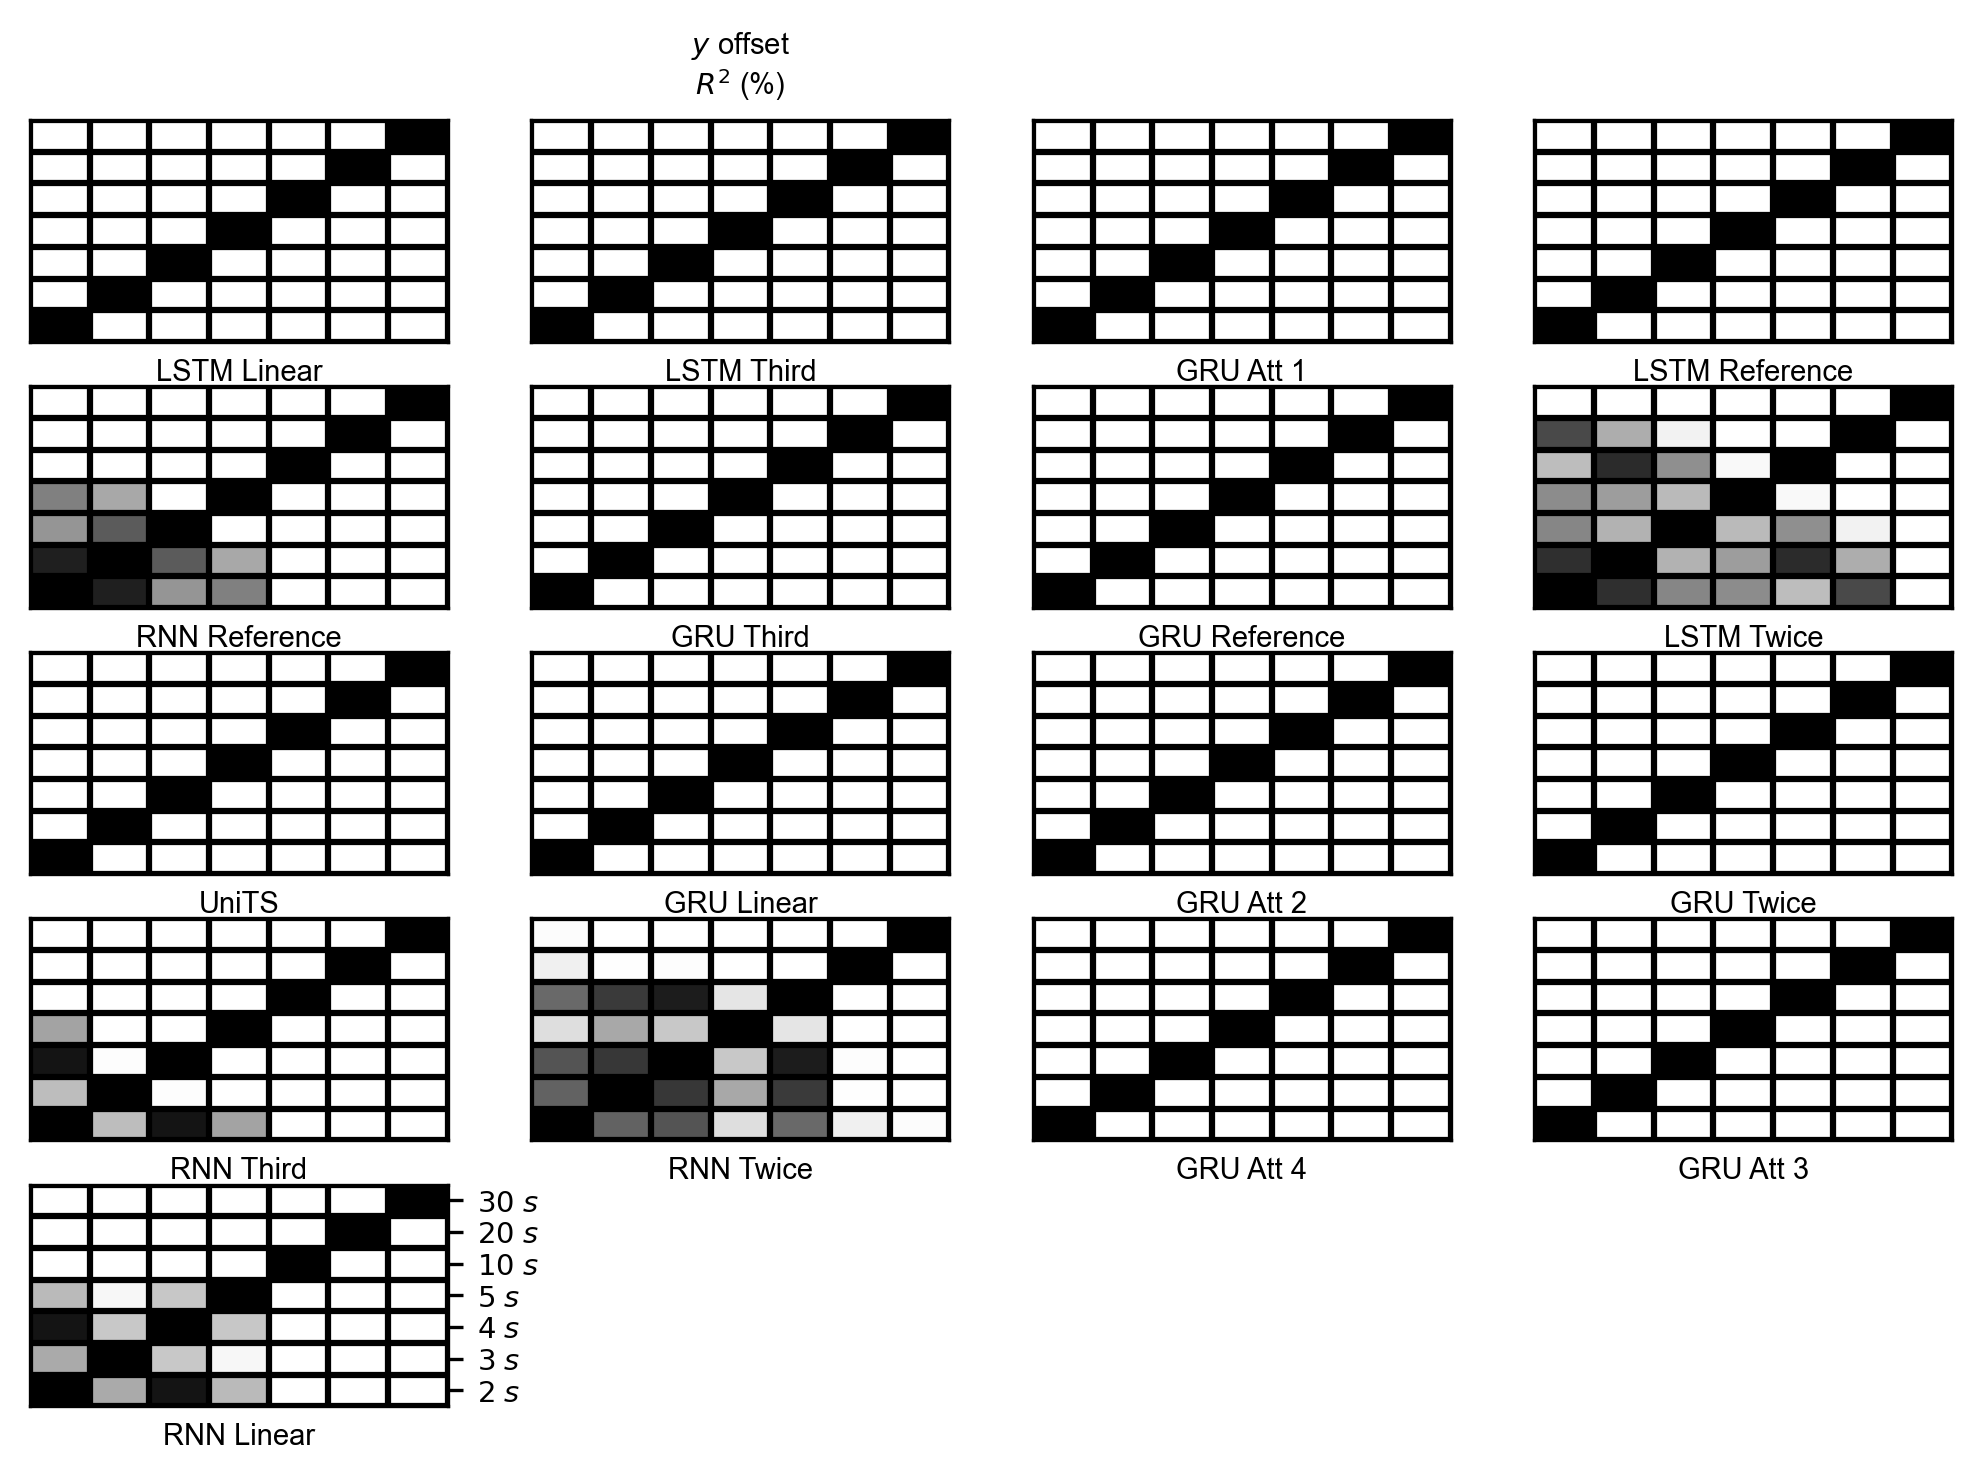 y offset
R² (%)
LSTM Linear
LSTM Third
GRU Att 1
LSTM Reference
RNN Reference
GRU Third
GRU Reference
LSTM Twice
UniTS
GRU Linear
GRU Att 2
GRU Twice
RNN Third
RNN Twice
GRU Att 4
GRU Att 3
30 s
20 s
10 s
5 s
4 s
3 s
2 s
RNN Linear